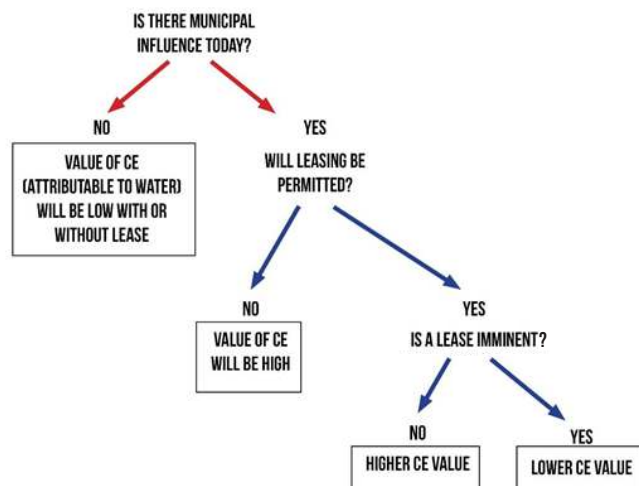 IS THERE MUNICIPAL
INFLUENCE TODAY?
NO
YES
VALUE OF CE
(ATTRIBUTABLE TO WATER)
WILL BE LOW WITH OR
WITHOUT LEASE
WILL LEASING BE
PERMITTED?
NO
YES
VALUE OF CE
WILL BE HIGH
IS A LEASE IMMINENT?
NO
YES
HIGHER CE VALUE
LOWER CE VALUE